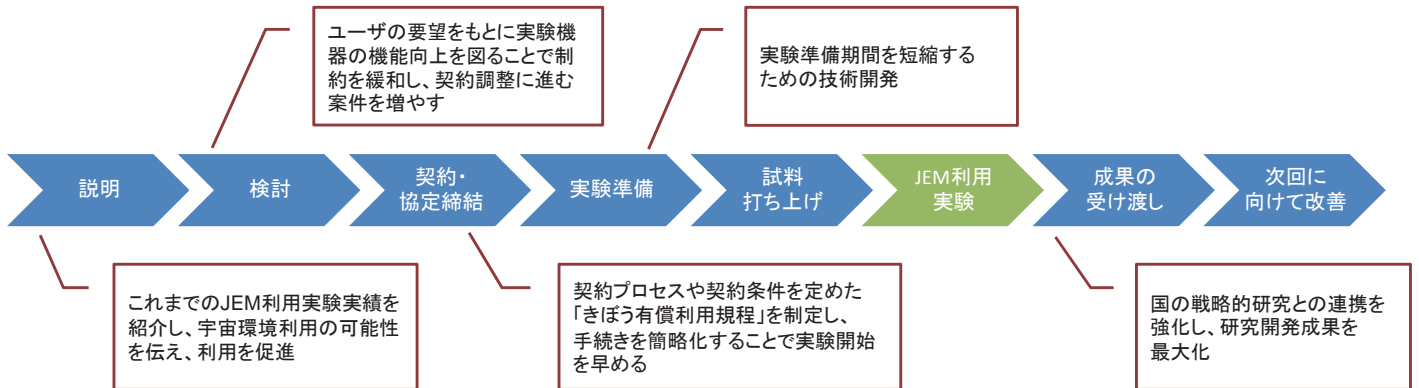 ユーザの要望をもとに実験機
器の機能向上を図ることで制
約を緩和し、契約調整に進む
案件を増やす
実験準備期間を短縮する
ための技術開発
説明
検討
契約・
協定締結
実験準備
試料
打ち上げ
JEM利用
実験
成果の
受け渡し
次回に
向けて改善
これまでのJEM利用実験実績を
紹介し、宇宙環境利用の可能性
を伝え、利用を促進
契約プロセスや契約条件を定めた
「きぼう有償利用規程」を制定し、
手続きを簡略化することで実験開始
を早める
国の戦略的研究との連携を
強化し、研究開発成果を
最大化